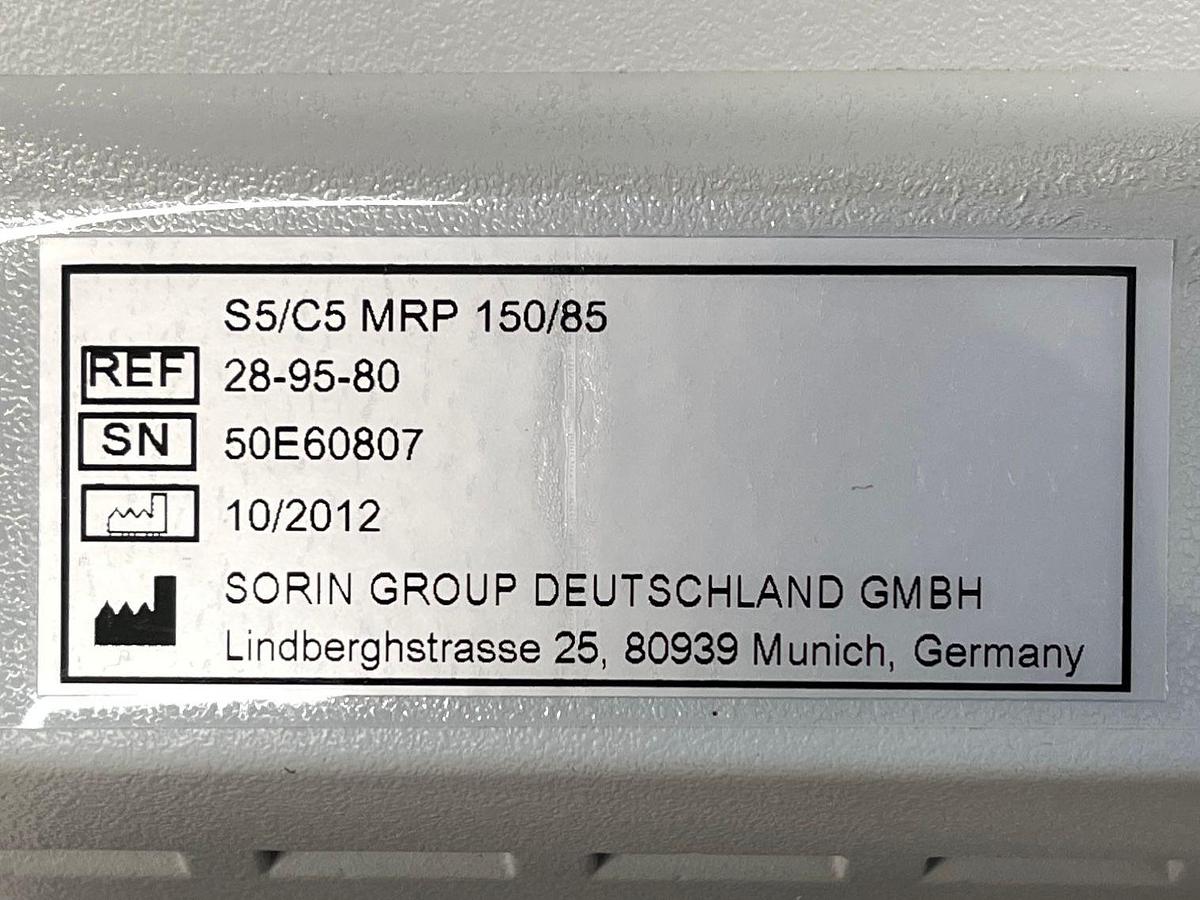 S5/C5 MRP 150/85
REF 28-95-80
SN 50E60807
10/2012
SORIN GROUP DEUTSCHLAND GMBH
Lindberghstrasse 25, 80939 Munich, Germany